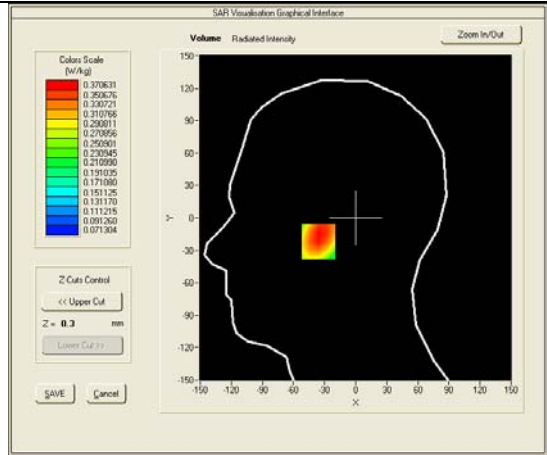 SAR Visualisation Graphical Interface
Volume Radiated Intensity
Zoom In/Out
Colors Scale
(W/kg)
0.370631
0.350676
0.330721
0.310766
0.290811
0.270856
0.250901
0.230945
0.210990
0.191035
0.171080
0.151125
0.131170
0.111215
0.091260
0.071304
Z Cuts Control
<< Upper Cut
Z = 0.3 mm
Lower Cut >>
SAVE Cancel
150-
120-
90-
60-
30-
Y 0-
-30-
-60-
-90-
-120-
-150-
-150 -120 -90 -60 -30 0 30 60 90 120 150
X